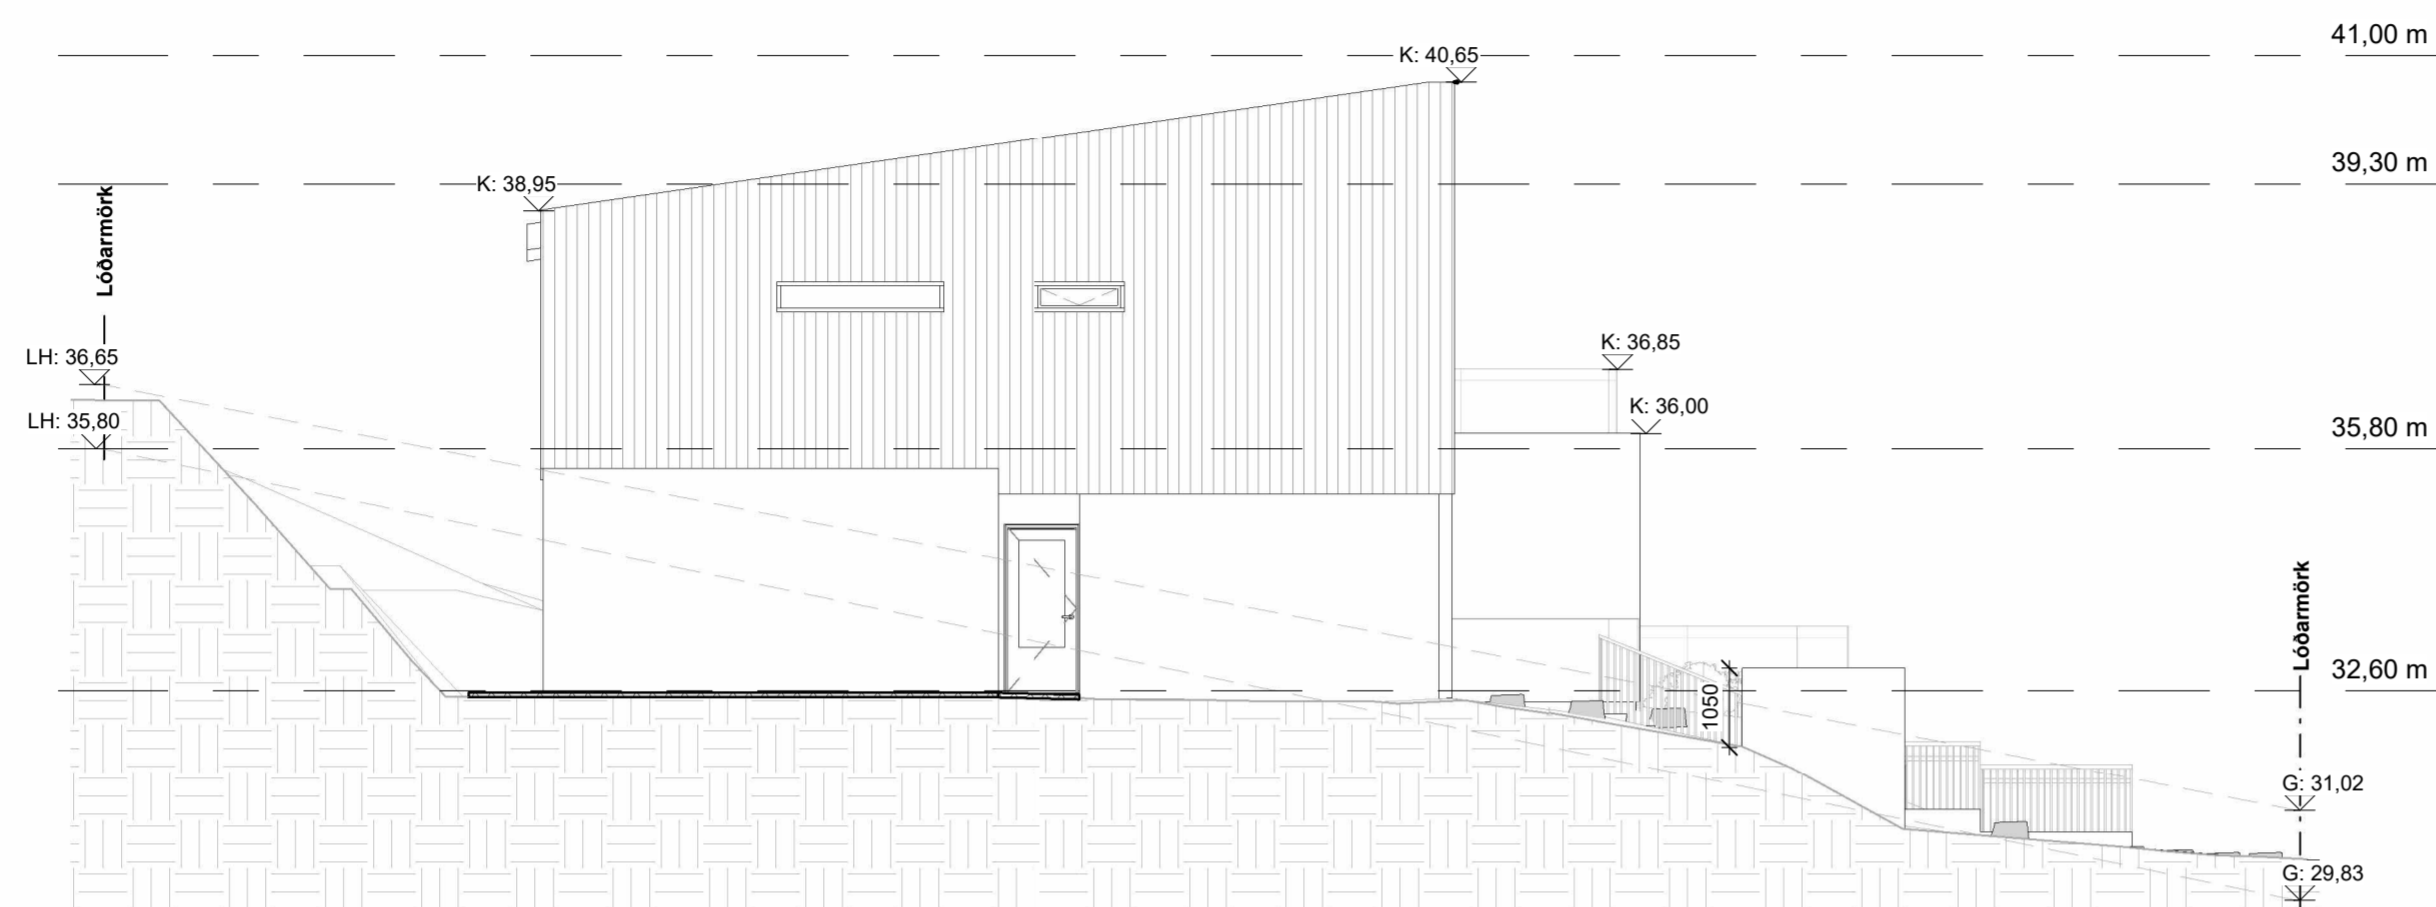 41,00 m
K: 40,65
39,30 m
K: 38,95
Lóðarmörk
K: 36,85
LH: 36,65
K: 36,00
LH: 35,80
35,80 m
Lóðarmörk
32,60 m
1050
G: 31,02
G: 29,83